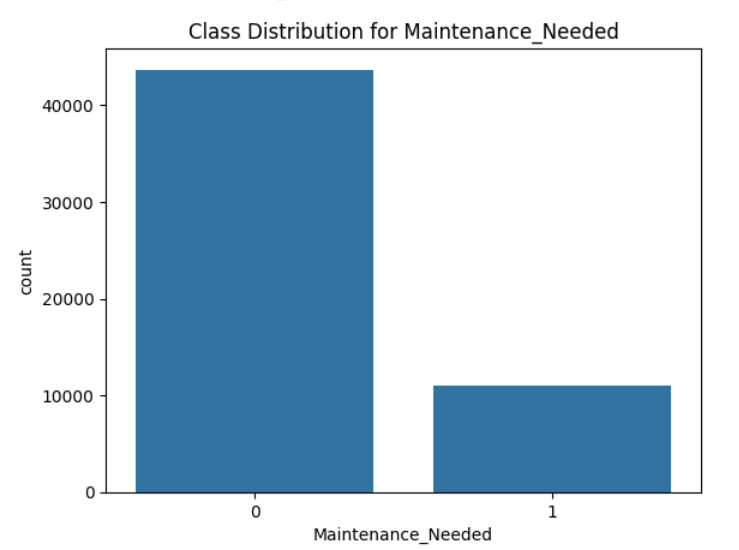 Class Distribution for Maintenance_Needed
40000
30000
20000
10000
0
count
0 1
Maintenance_Needed